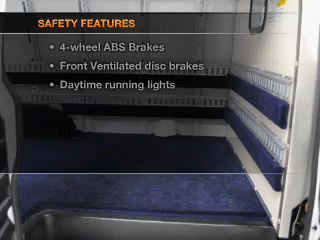 SAFETY FEATURES
• 4-wheel ABS Brakes
• Front Ventilated disc brakes
• Daytime running lights